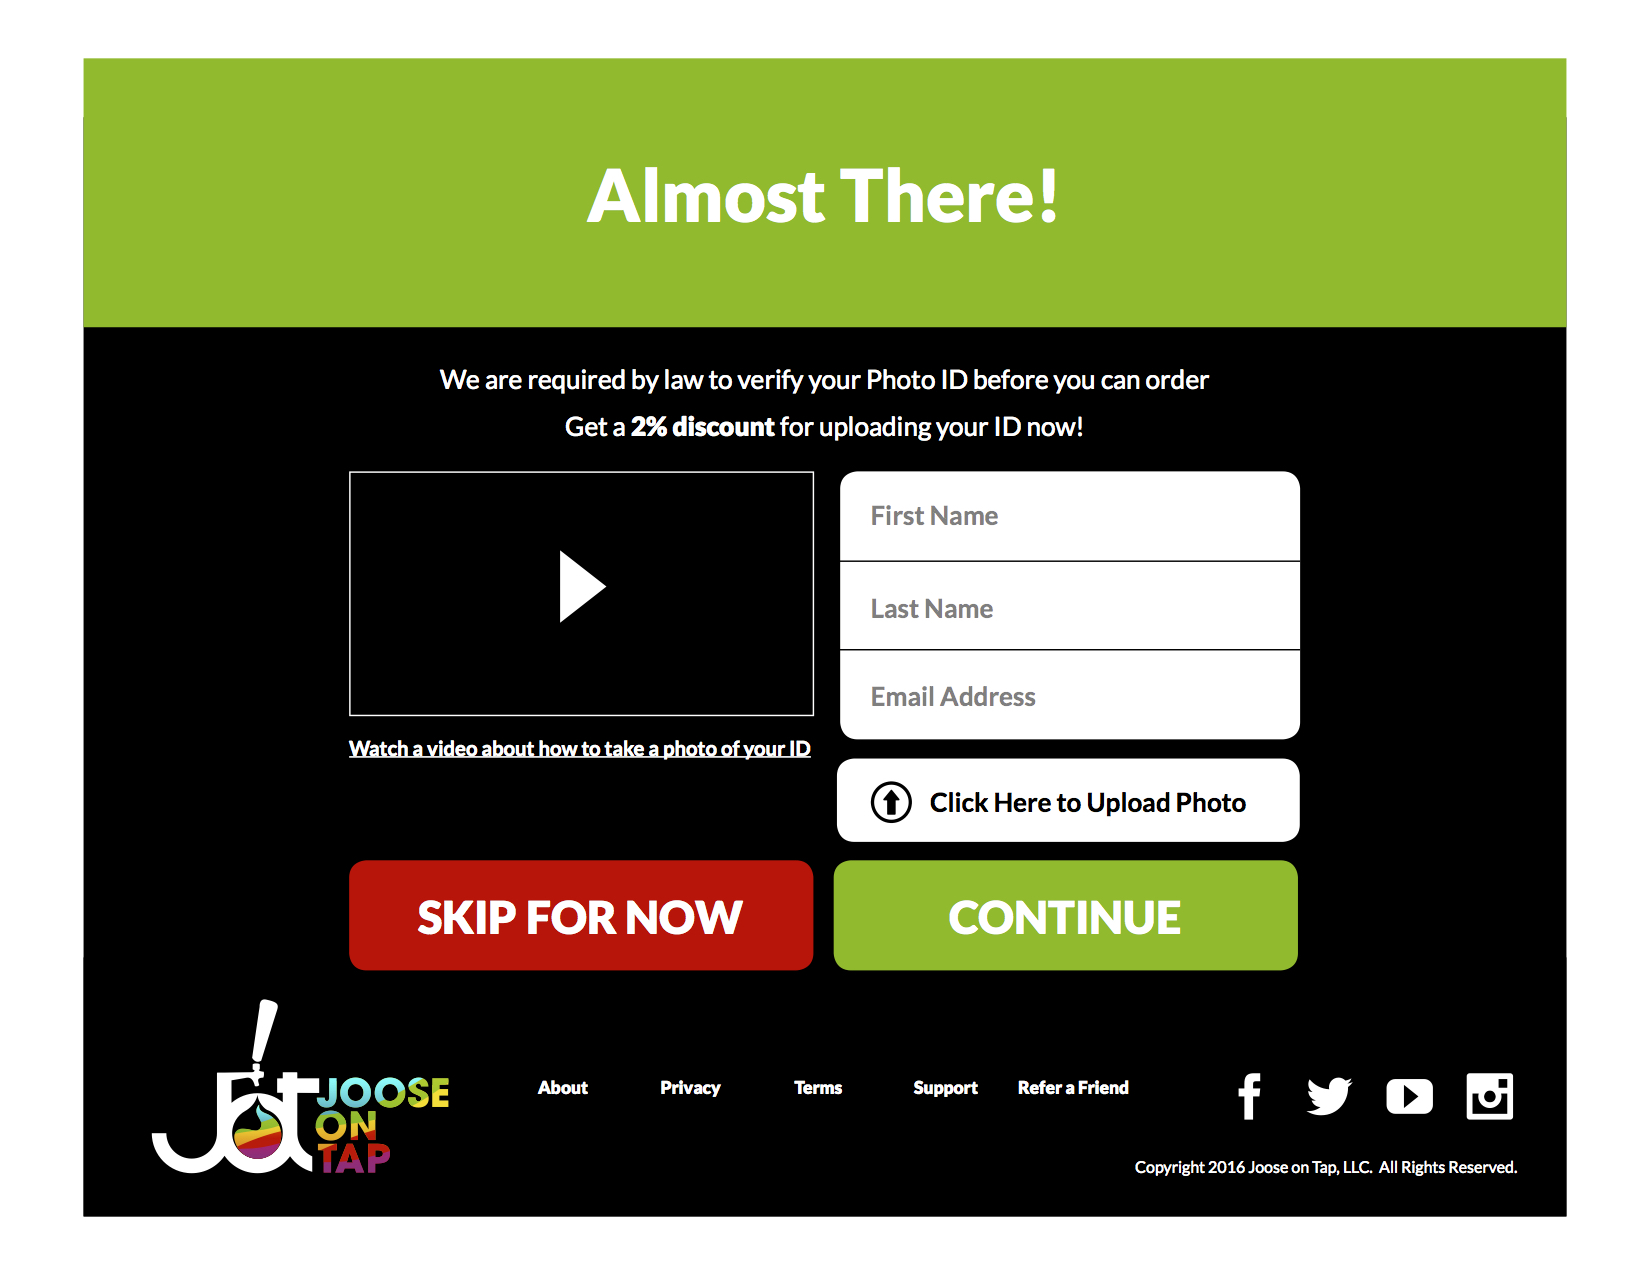 Almost There!
We are required by law to verify your Photo ID before you can order
Get a 2% discount for uploading your ID now!
First Name
Last Name
Email Address
Watch a video about how to take a photo of your ID
Click Here to Upload Photo
SKIP FOR NOW
CONTINUE
Jot
JOOSE
ON
TAP
About
Privacy
Terms
Support
Refer a Friend
Copyright 2016 Joose on Tap, LLC. All Rights Reserved.